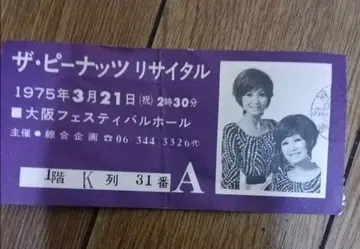 ザ・ピーナッツ リサイタル
1975年3月21日(祝)2時30分
■大阪フェスティバルホール
主催●綜合企画 ☎06 344 3326代)
1階 K 列 31番 A